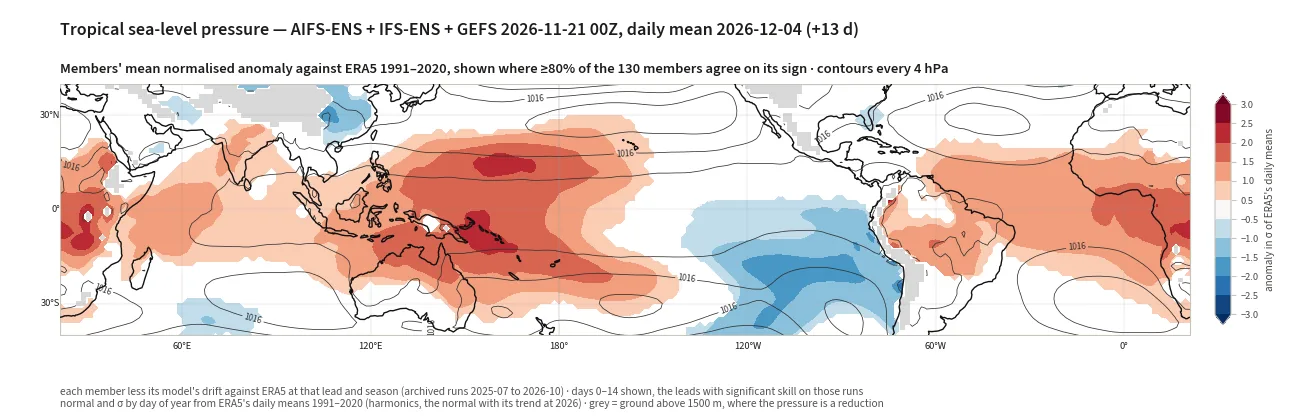 Tropical sea-level pressure — AIFS-ENS + IFS-ENS + GEFS 2026-11-21 00Z, daily mean 2026-12-04 (+13 d)
Members' mean normalised anomaly against ERA5 1991–2020, shown where ≥80% of the 130 members agree on its sign · contours every 4 hPa
30°N
0°
30°S
60°E
120°E
180°
120°W
60°W
0°
1016
1016
1016
1016
1016
1016
1016
1016
1016
1016
1016
1016
3.0
2.5
2.0
1.5
1.0
0.5
−0.5
−1.0
−1.5
−2.0
−2.5
−3.0
anomaly in σ of ERA5's daily means
each member less its model's drift against ERA5 at that lead and season (archived runs 2025-07 to 2026-10) · days 0–14 shown, the leads with significant skill on those runs
normal and σ by day of year from ERA5's daily means 1991–2020 (harmonics, the normal with its trend at 2026) · grey = ground above 1500 m, where the pressure is a reduction